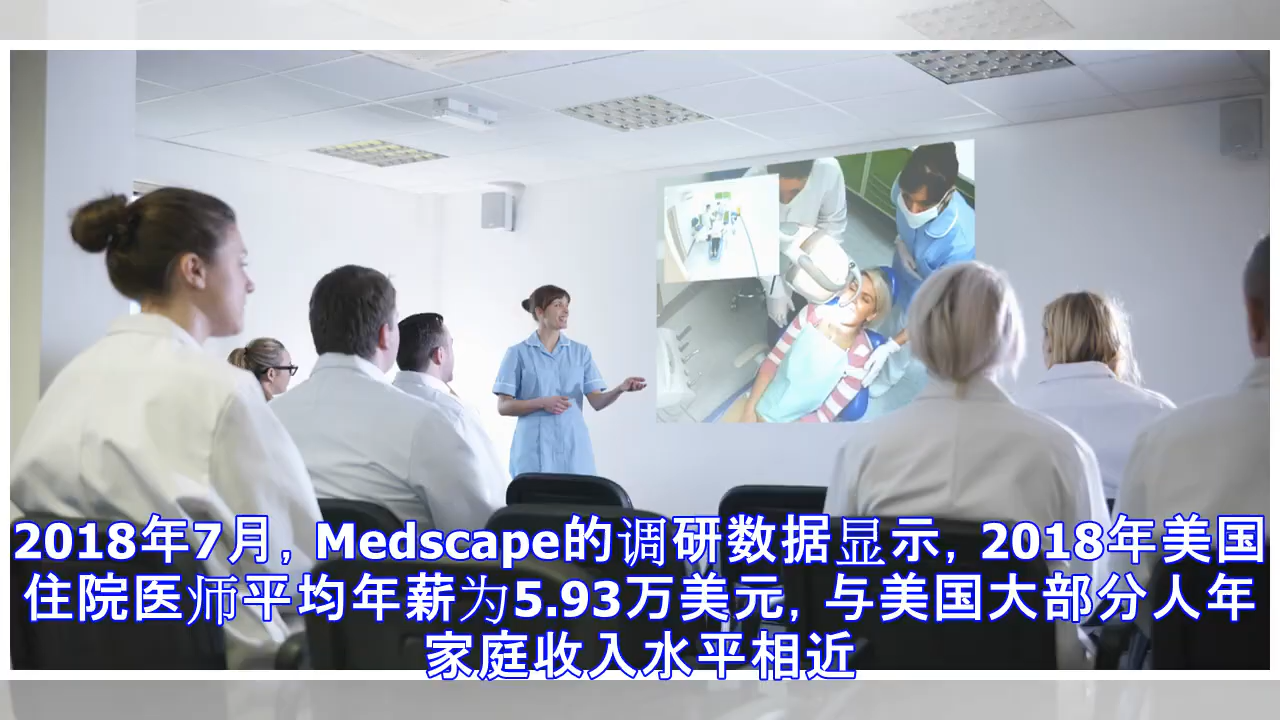 2018年7月, Medscape的调研数据显示, 2018年美国
住院医师平均年薪为5.93万美元, 与美国大部分人年
家庭收入水平相近